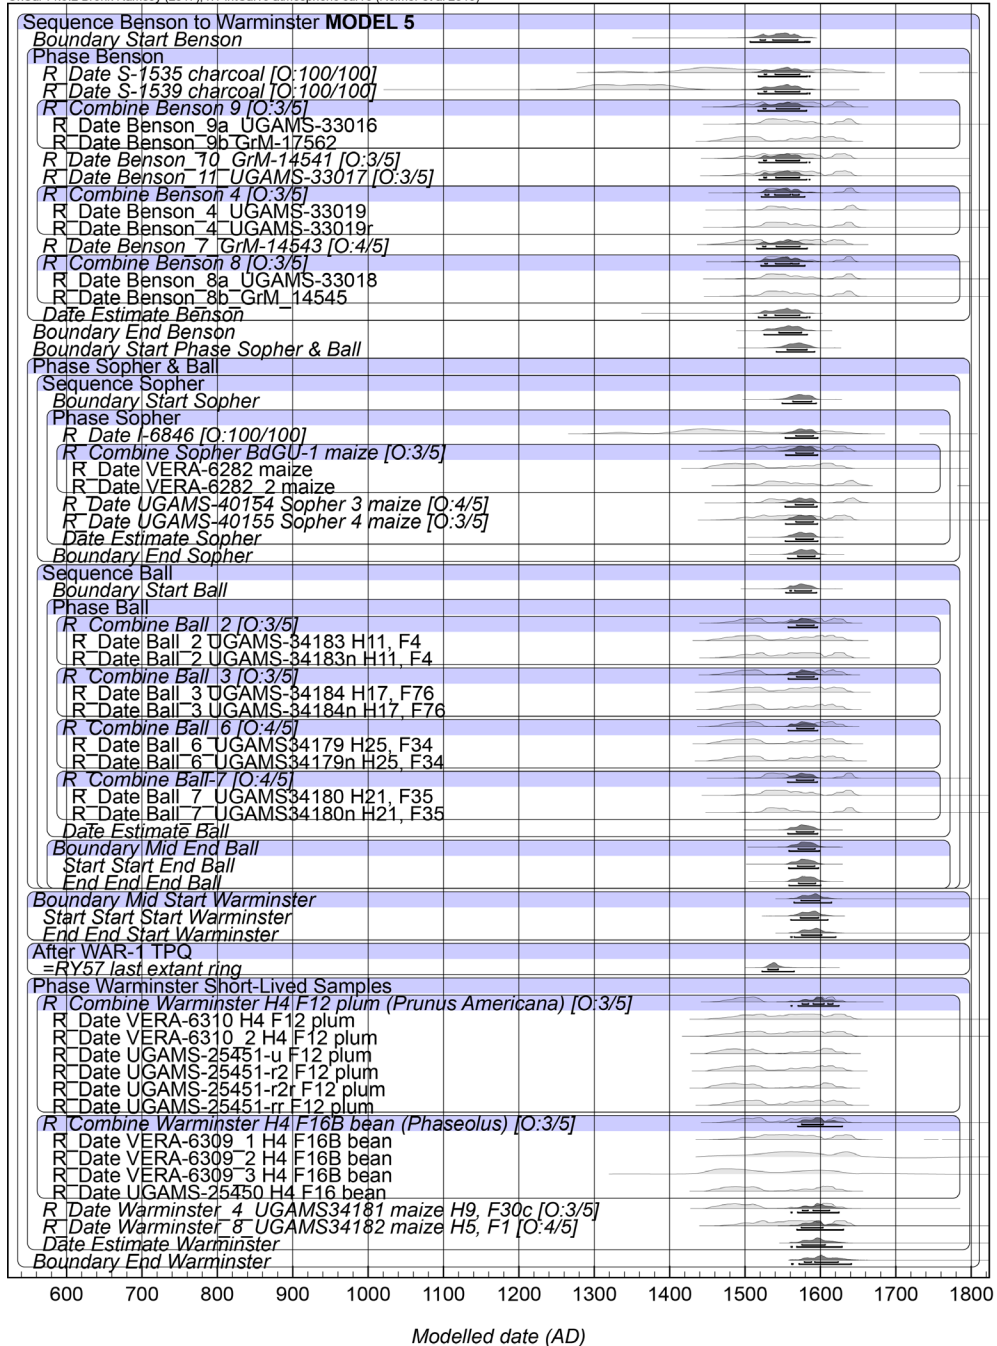 Sequence Benson to Warminster MODEL 5
Boundary Start Benson
Phase Benson
R_Date S-1535 charcoal [O:100/100]
R_Date S-1539 charcoal [O:100/100]
R_Combine Benson 9 [O:3/5]
R_Date Benson_9a_UGAMS-33016
R_Date Benson_9b GrM-17562
R_Date Benson_10_GrM-14541 [O:3/5]
R_Date Benson_11_UGAMS-33017 [O:3/5]
R_Combine Benson 4 [O:3/5]
R_Date Benson_4_UGAMS-33019
R_Date Benson_4_UGAMS-33019r
R_Date Benson_7_GrM-14543 [O:4/5]
R_Combine Benson 8 [O:3/5]
R_Date Benson_8a_UGAMS-33018
R_Date Benson_8b_GrM_14545
Date Estimate Benson
Boundary End Benson
Boundary Start Phase Sopher & Ball
Phase Sopher & Ball
Sequence Sopher
Boundary Start Sopher
Phase Sopher
R_Date I-6846 [O:100/100]
R_Combine Sopher BdGU-1 maize [O:3/5]
R_Date VERA-6282 maize
R_Date VERA-6282_2 maize
R_Date UGAMS-40154 Sopher 3 maize [O:4/5]
R_Date UGAMS-40155 Sopher 4 maize [O:3/5]
Date Estimate Sopher
Boundary End Sopher
Sequence Ball
Boundary Start Ball
Phase Ball
R_Combine Ball_2 [O:3/5]
R_Date Ball_2 UGAMS-34183 H11, F4
R_Date Ball_2 UGAMS-34183n H11, F4
R_Combine Ball_3 [O:3/5]
R_Date Ball_3 UGAMS-34184 H17, F76
R_Date Ball_3 UGAMS-34184n H17, F76
R_Combine Ball_6 [O:4/5]
R_Date Ball_6_UGAMS34179 H25, F34
R_Date Ball_6_UGAMS34179n H25, F34
R_Combine Ball-7 [O:4/5]
R_Date Ball_7_UGAMS34180 H21, F35
R_Date Ball_7_UGAMS34180n H21, F35
Date Estimate Ball
Boundary Mid End Ball
Start Start End Ball
End End End Ball
Boundary Mid Start Warminster
Start Start Start Warminster
End End Start Warminster
After WAR-1 TPQ
=RY57 last extant ring
Phase Warminster Short-Lived Samples
R_Combine Warminster H4 F12 plum (Prunus Americana) [O:3/5]
R_Date VERA-6310 H4 F12 plum
R_Date VERA-6310_2 H4 F12 plum
R_Date UGAMS-25451-u F12 plum
R_Date UGAMS-25451-r2 F12 plum
R_Date UGAMS-25451-r2r F12 plum
R_Date UGAMS-25451-rr F12 plum
R_Combine Warminster H4 F16B bean (Phaseolus) [O:3/5]
R_Date VERA-6309_1 H4 F16B bean
R_Date VERA-6309_2 H4 F16B bean
R_Date VERA-6309_3 H4 F16B bean
R_Date UGAMS-25450 H4 F16 bean
R_Date Warminster_4_UGAMS34181 maize H9, F30c [O:3/5]
R_Date Warminster_8_UGAMS34182 maize H5, F1 [O:4/5]
Date Estimate Warminster
Boundary End Warminster
600 700 800 900 1000 1100 1200 1300 1400 1500 1600 1700 1800
Modelled date (AD)